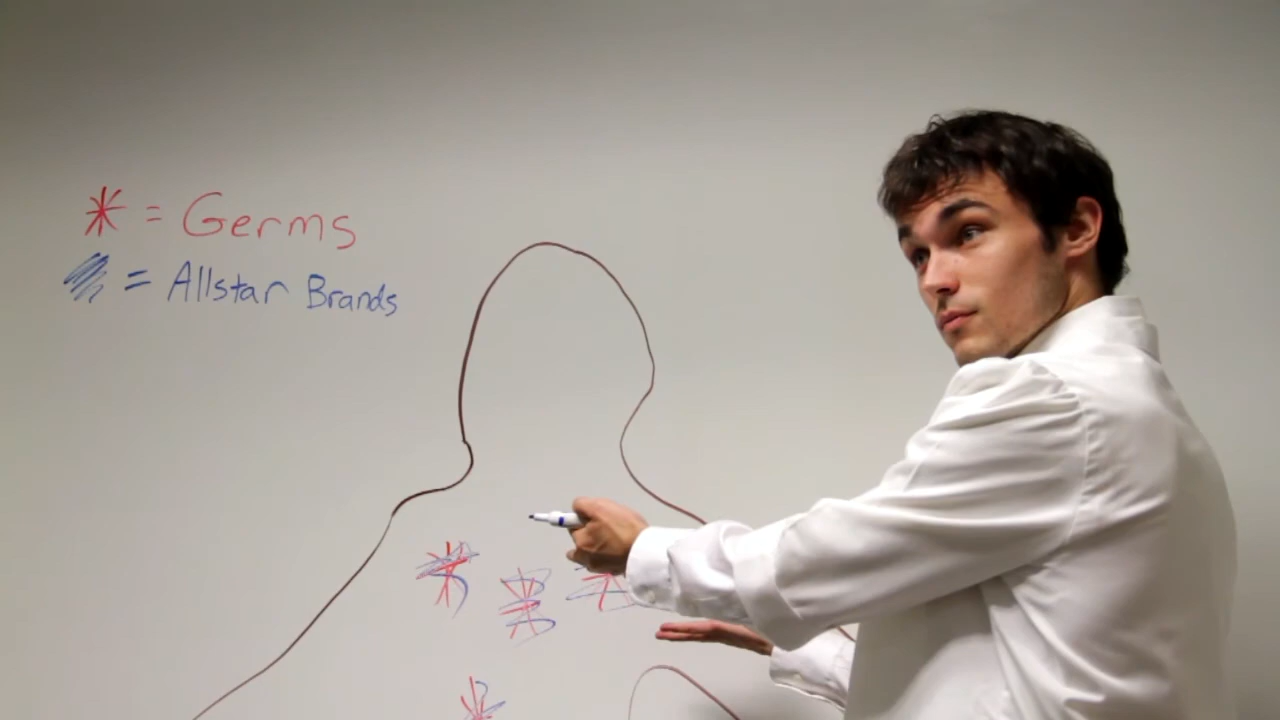 = Germs
= Allstar Brands